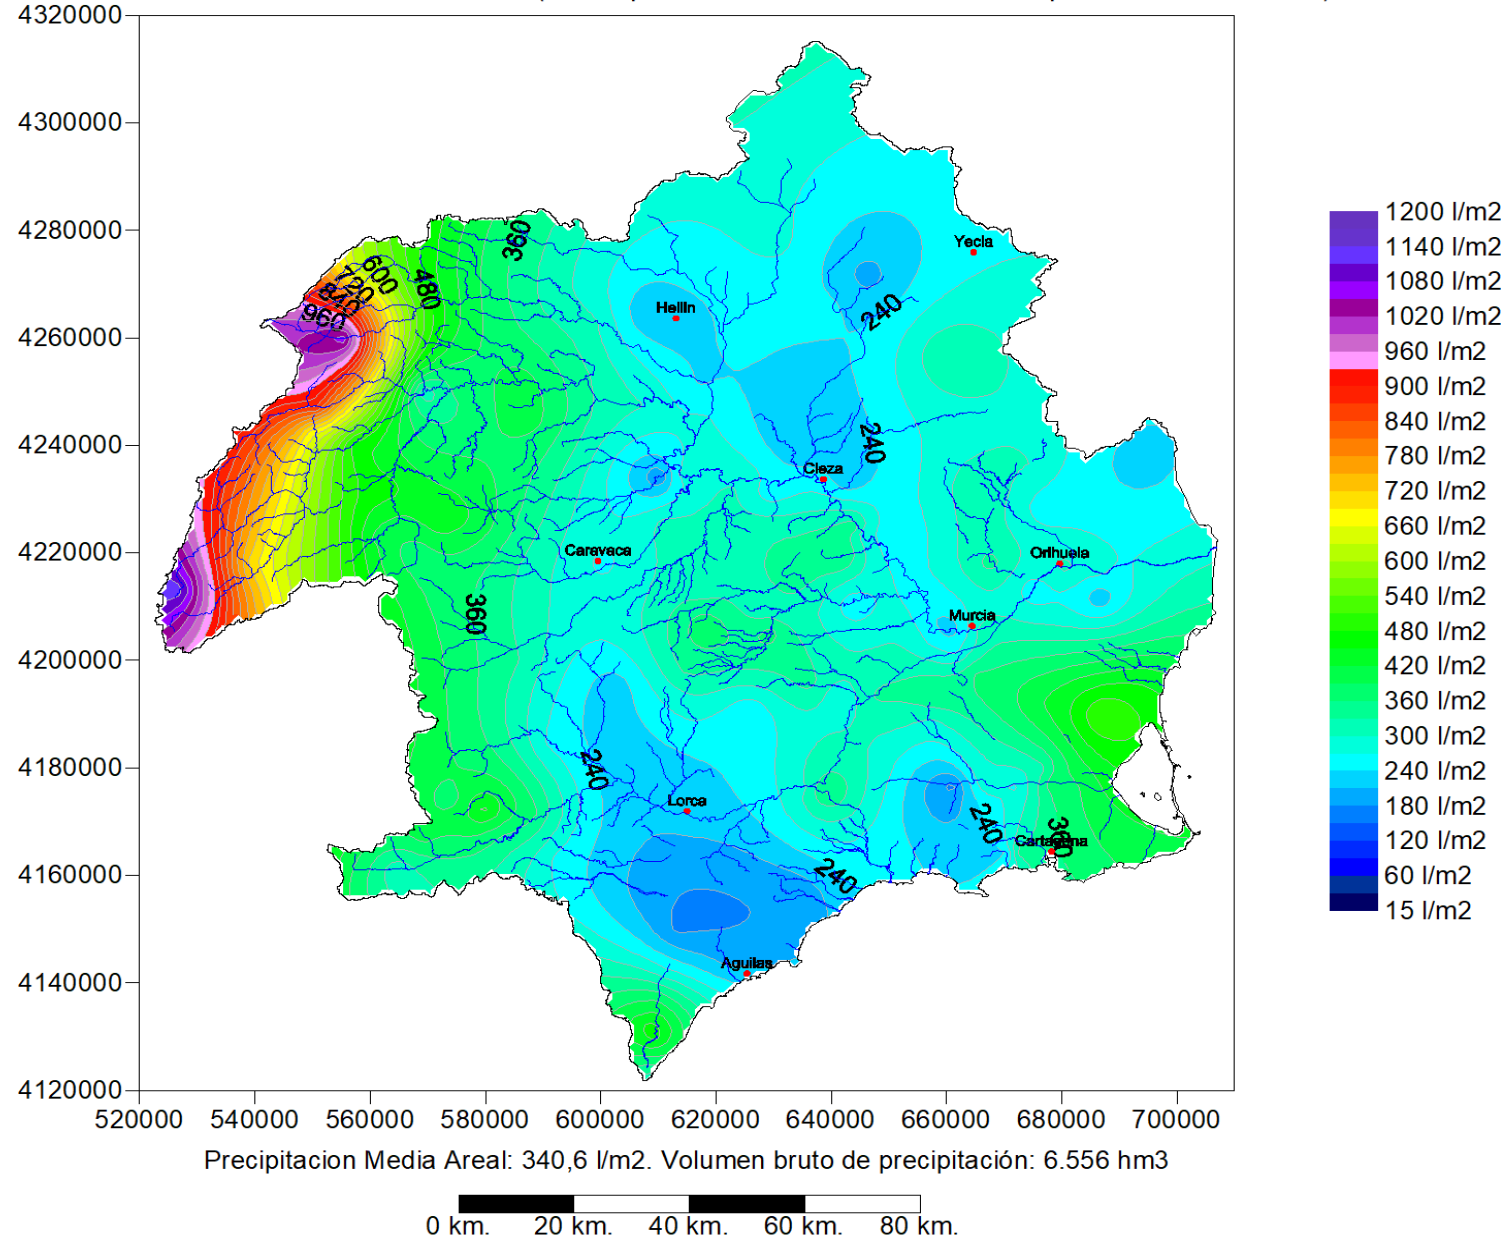 4320000
4300000
4280000
4260000
4240000
4220000
4200000
4180000
4160000
4140000
4120000
520000 540000 560000 580000 600000 620000 640000 660000 680000 700000
360
600
720
840
960
480
Yecla
Hellin
240
240
Cieza
Caravaca
Orihuela
360
Murcia
240
Lorca
240
Cartagena
360
240
Aguilas
1200 l/m2
1140 l/m2
1080 l/m2
1020 l/m2
960 l/m2
900 l/m2
840 l/m2
780 l/m2
720 l/m2
660 l/m2
600 l/m2
540 l/m2
480 l/m2
420 l/m2
360 l/m2
300 l/m2
240 l/m2
180 l/m2
120 l/m2
60 l/m2
15 l/m2
Precipitacion Media Areal: 340,6 l/m2. Volumen bruto de precipitación: 6.556 hm3
0 km. 20 km. 40 km. 60 km. 80 km.